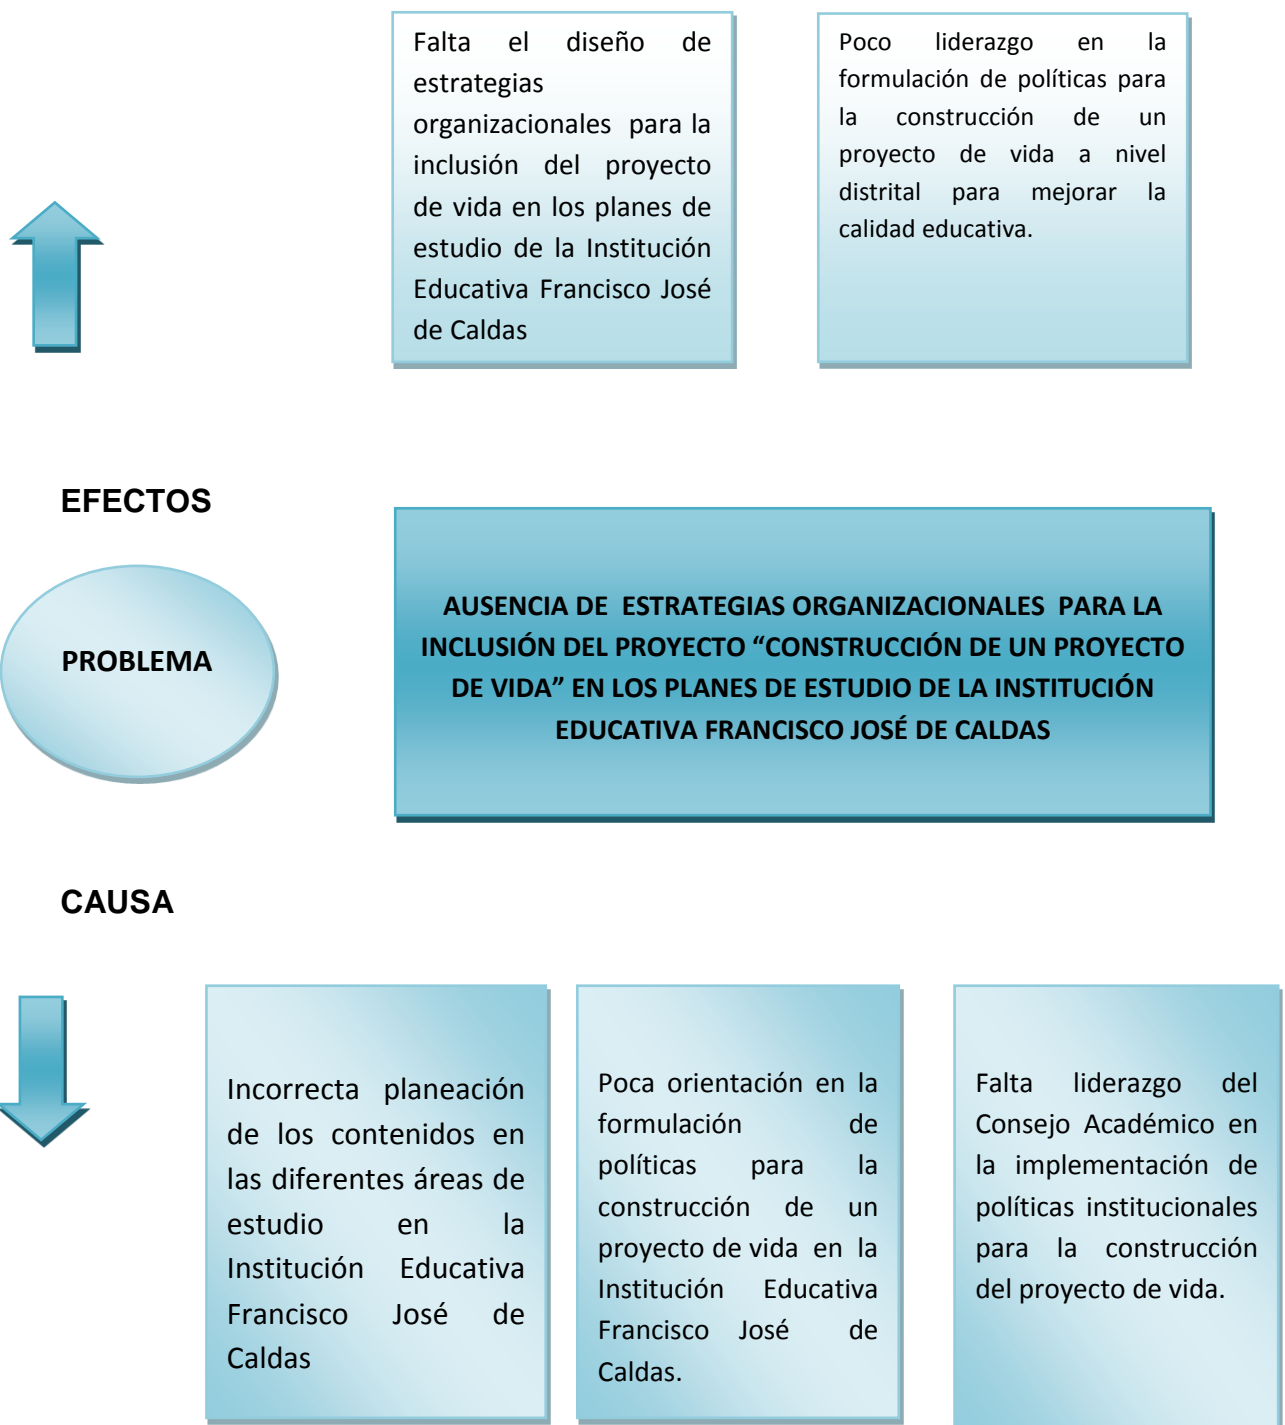 Falta el diseño de
estrategias
organizacionales para la
inclusión del proyecto
de vida en los planes de
estudio de la Institución
Educativa Francisco José
de Caldas
Poco liderazgo en la
formulación de políticas para
la construcción de un
proyecto de vida a nivel
distrital para mejorar la
calidad educativa.
EFECTOS
PROBLEMA
AUSENCIA DE ESTRATEGIAS ORGANIZACIONALES PARA LA
INCLUSIÓN DEL PROYECTO “CONSTRUCCIÓN DE UN PROYECTO
DE VIDA” EN LOS PLANES DE ESTUDIO DE LA INSTITUCIÓN
EDUCATIVA FRANCISCO JOSÉ DE CALDAS
CAUSA
Incorrecta planeación
de los contenidos en
las diferentes áreas de
estudio en la
Institución Educativa
Francisco José de
Caldas
Poca orientación en la
formulación de
políticas para la
construcción de un
proyecto de vida en la
Institución Educativa
Francisco José de
Caldas.
Falta liderazgo del
Consejo Académico en
la implementación de
políticas institucionales
para la construcción
del proyecto de vida.